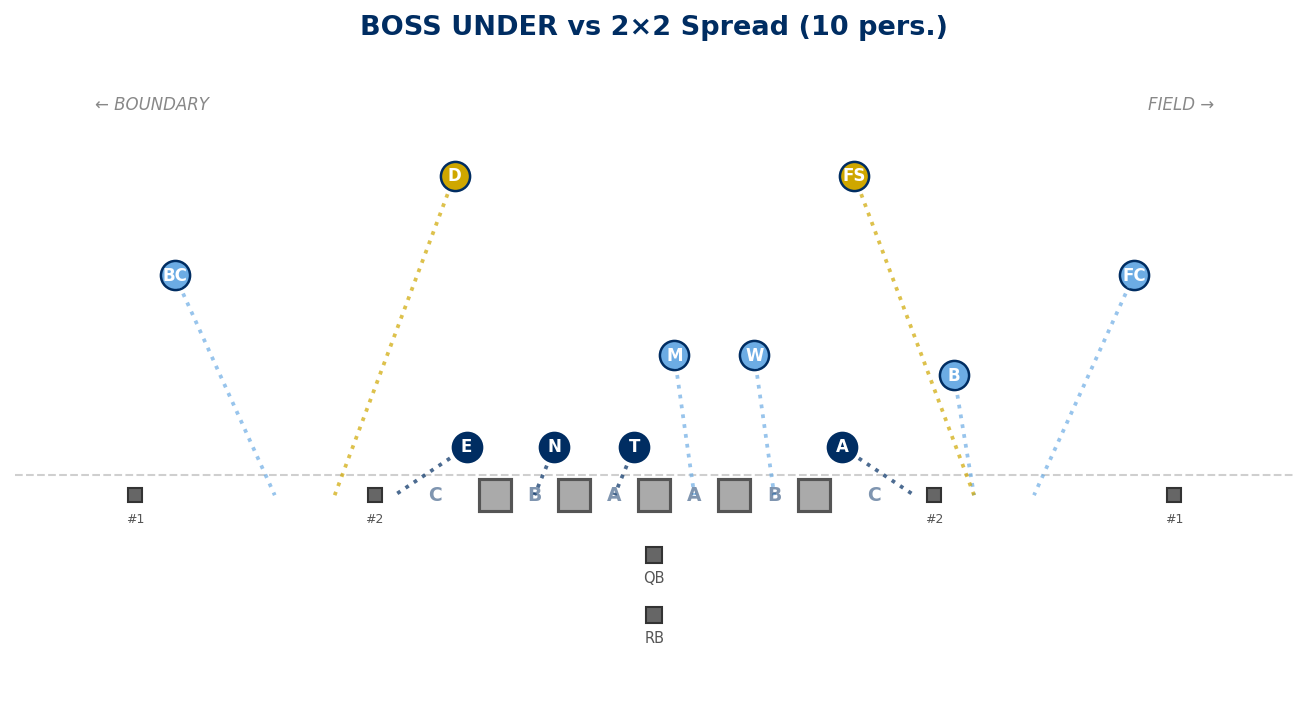 BOSS UNDER vs 2×2 Spread (10 pers.)
← BOUNDARY FIELD →
D FS
BC FC
M W
B
E N T A
C B A A B C
#1 #2 #2 #1
QB
RB